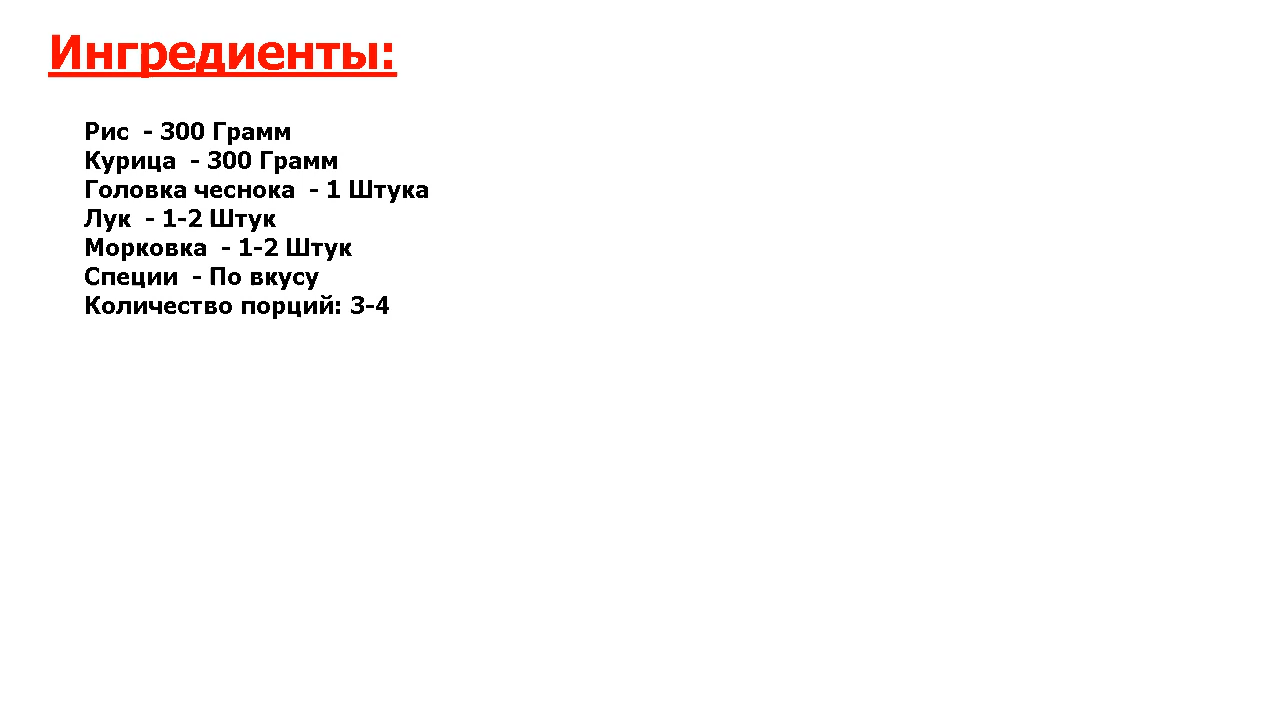 Ингредиенты:
Рис  - 300 Грамм
Курица  - 300 Грамм
Головка чеснока  - 1 Штука
Лук  - 1-2 Штук
Морковка  - 1-2 Штук
Специи  - По вкусу
Количество порций: 3-4